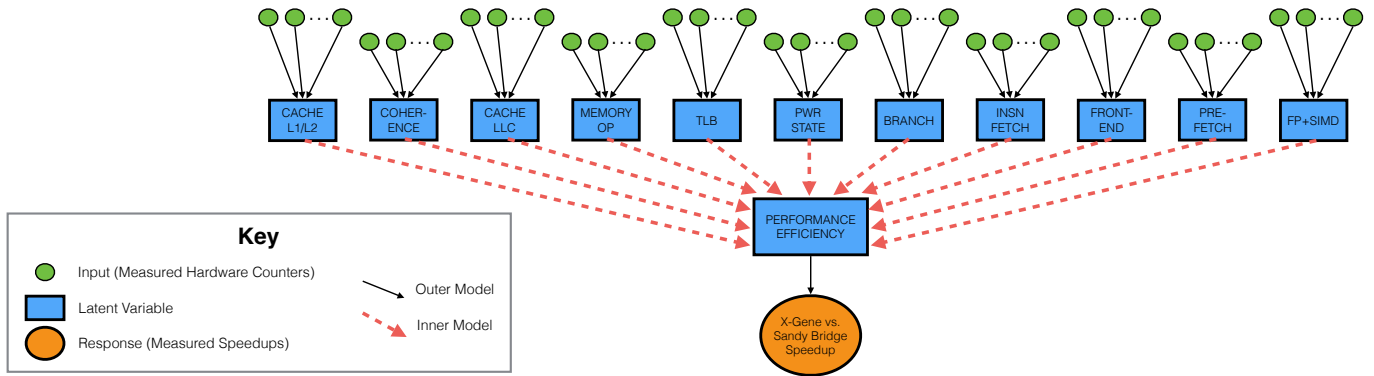 CACHE
L1/L2
COHER-
ENCE
CACHE
LLC
MEMORY
OP
TLB
PWR
STATE
BRANCH
INSN
FETCH
FRONT-
END
PRE-
FETCH
FP+SIMD
PERFORMANCE
EFFICIENCY
X-Gene vs.
Sandy Bridge
Speedup
Key
Input (Measured Hardware Counters)
Latent Variable
Response (Measured Speedups)
Outer Model
Inner Model